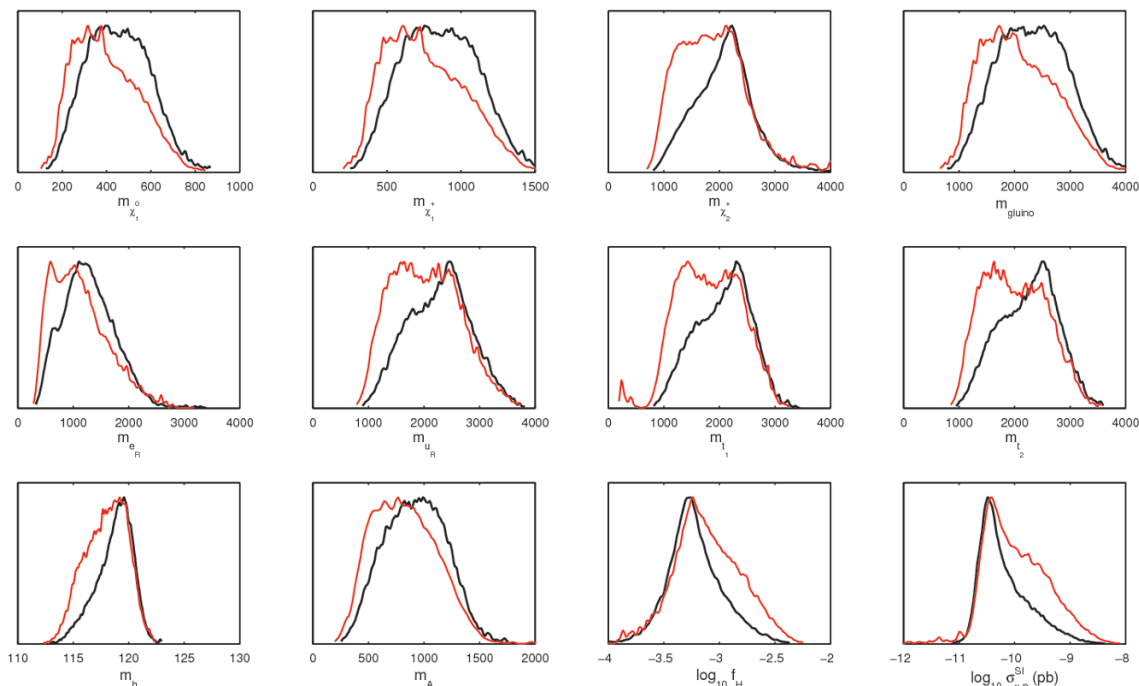 0 200 400 600 800 1000
0 500 1000 1500
0 1000 2000 3000 4000
0 1000 2000 3000 4000
m χ 1 0
m χ 1 +
m χ 2 +
m gluino
0 1000 2000 3000 4000
0 1000 2000 3000 4000
0 1000 2000 3000 4000
0 1000 2000 3000 4000
m e R
m u R
m t 1
m t 2
110 115 120 125 130
0 500 1000 1500 2000
−4 −3.5 −3 −2.5 −2
−12 −11 −10 −9 −8
m h
m A
log 10 f H
log 10 σ SI (pb)